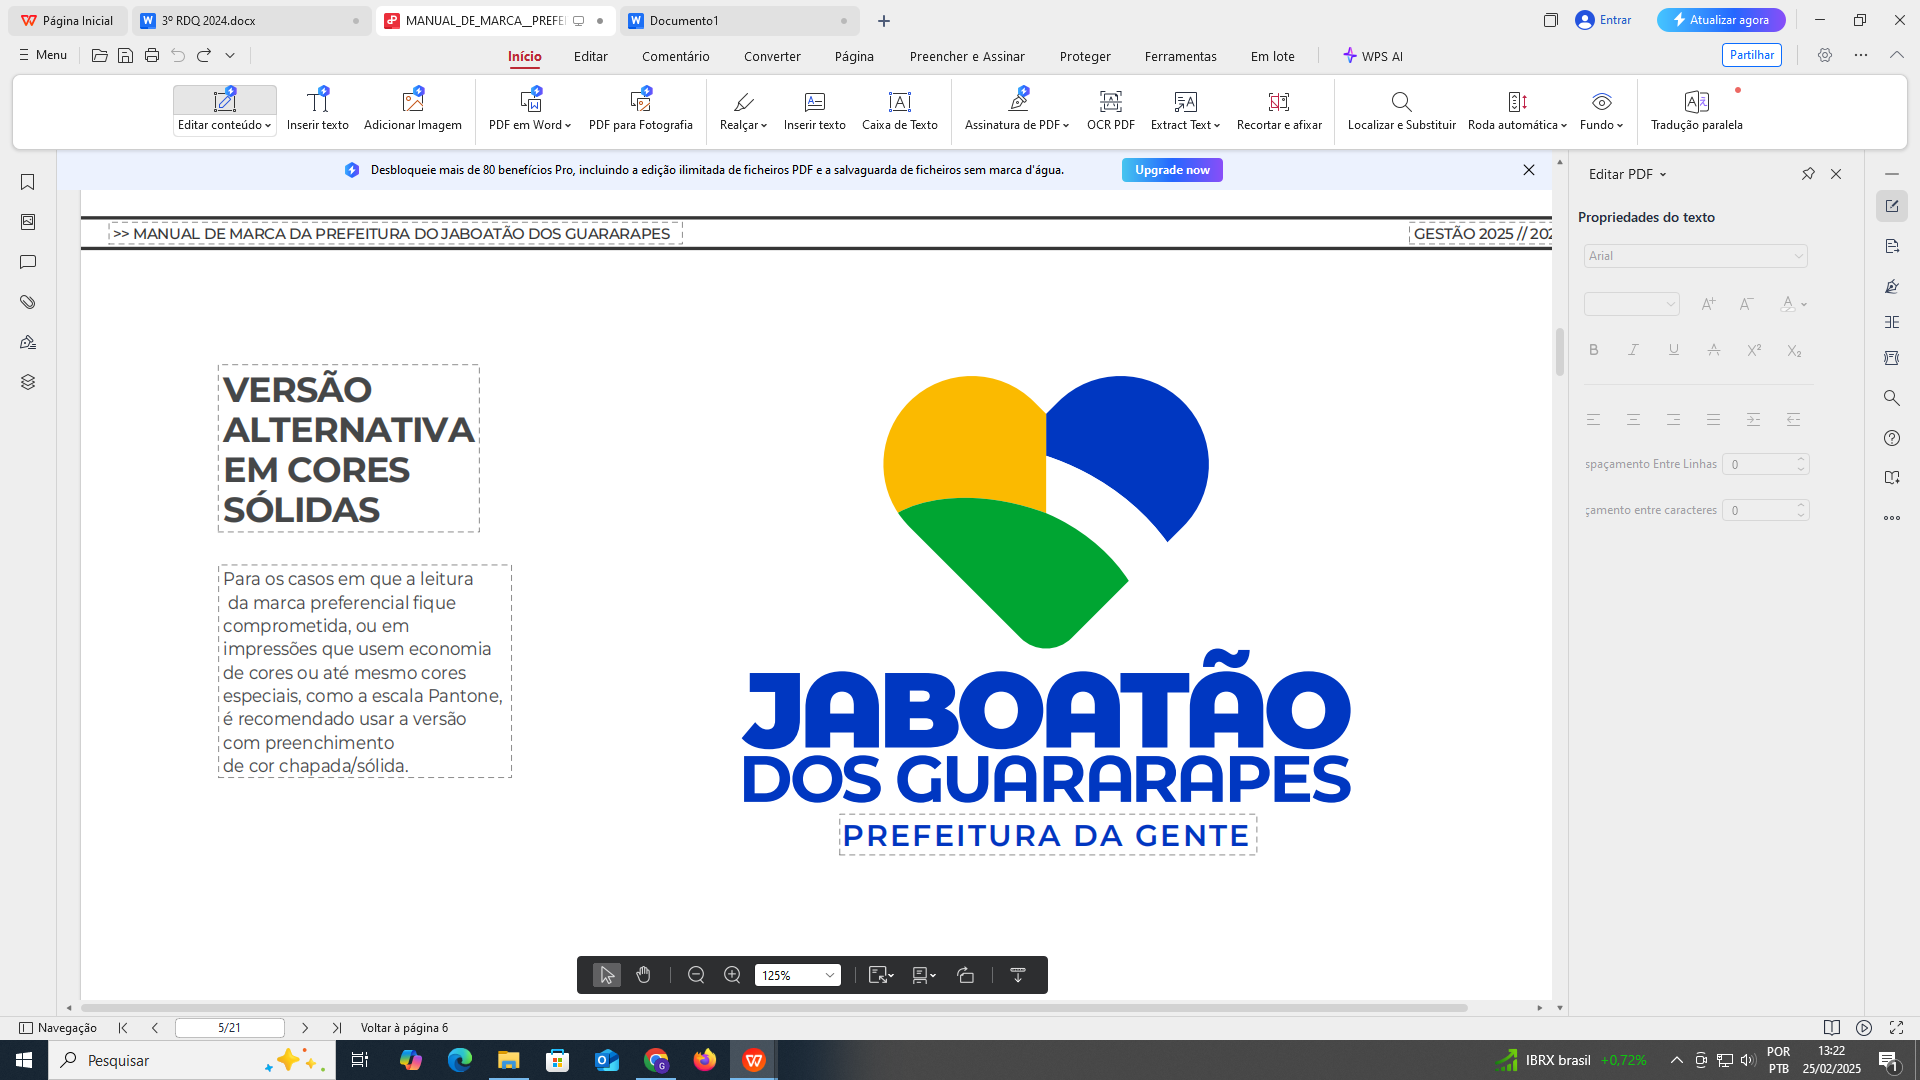 Página Inicial
3º RDQ 2024.docx
MANUAL_DE_MARCA__PREFEI
Documento1
Entrar
Atualizar agora
Menu
Início
Editar
Comentário
Converter
Página
Preencher e Assinar
Proteger
Ferramentas
Em lote
WPS AI
Partilhar
Editar conteúdo
Inserir texto
Adicionar Imagem
PDF em Word
PDF para Fotografia
Realçar
Inserir texto
Caixa de Texto
Assinatura de PDF
OCR PDF
Extract Text
Recortar e afixar
Localizar e Substituir
Roda automática
Fundo
Tradução paralela
Desbloqueie mais de 80 benefícios Pro, incluindo a edição ilimitada de ficheiros PDF e a salvaguarda de ficheiros sem marca d'água.
Upgrade now
>> MANUAL DE MARCA DA PREFEITURA DO JABOATÃO DOS GUARARAPES
GESTÃO 2025 // 202
VERSÃO
ALTERNATIVA
EM CORES
SÓLIDAS
Para os casos em que a leitura
da marca preferencial fique
comprometida, ou em
impressões que usem economia
de cores ou até mesmo cores
especiais, como a escala Pantone,
é recomendado usar a versão
com preenchimento
de cor chapada/sólida.
JABOATÃO
DOS GUARARAPES
PREFEITURA DA GENTE
Editar PDF
Propriedades do texto
Arial
spaçamento Entre Linhas
0
çamento entre caracteres
0
125%
Navegação
5/21
Voltar à página 6
Pesquisar
IBRX brasil
+0,72%
POR
PTB
13:22
25/02/2025
1